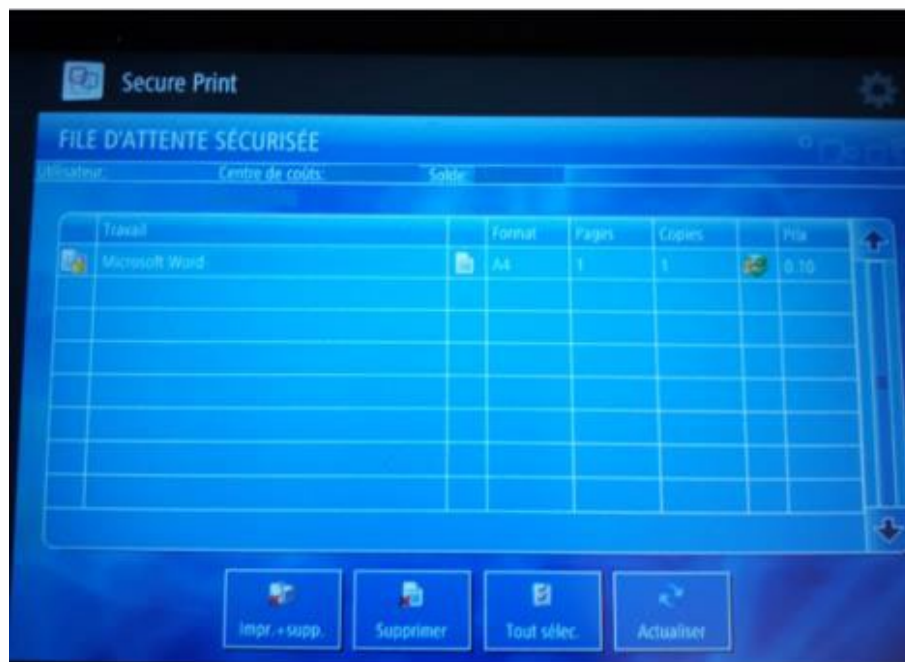 Secure Print
FILE D'ATTENTE SÉCURISÉE
Utilisateur: Centre de coûts: Solde:
Travail Format Pages Copies Prix
Microsoft Word A4 1 1 0.10
Impr.+supp. Supprimer Tout sélec. Actualiser